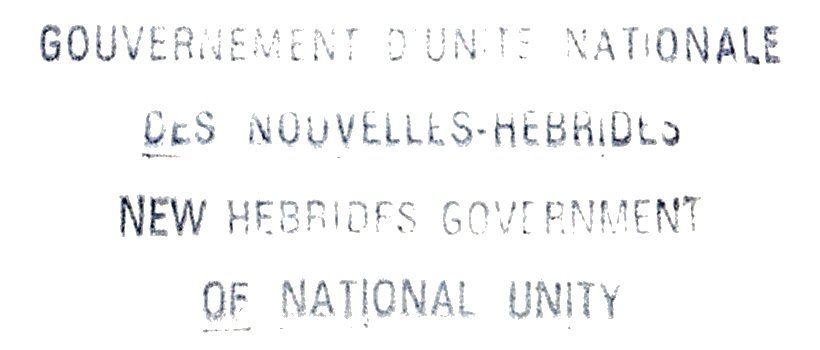 GOUVERNEMENT D'UNITE NATIONALE
DES NOUVELLES-HEBRIDES
NEW HEBRIDES GOVERNMENT
OF NATIONAL UNITY